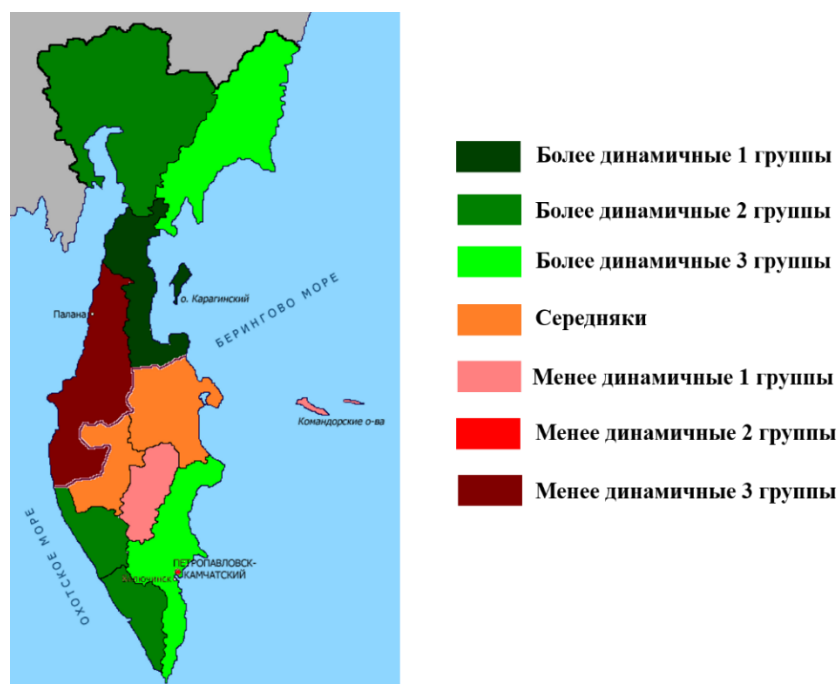 Палана
о. Карагинский
БЕРИНГОВО МОРЕ
Командорские о-ва
ОХОТСКОЕ МОРЕ
ПЕТРОПАВЛОВСК-
КАМЧАТСКИЙ
Более динамичные 1 группы
Более динамичные 2 группы
Более динамичные 3 группы
Середняки
Менее динамичные 1 группы
Менее динамичные 2 группы
Менее динамичные 3 группы